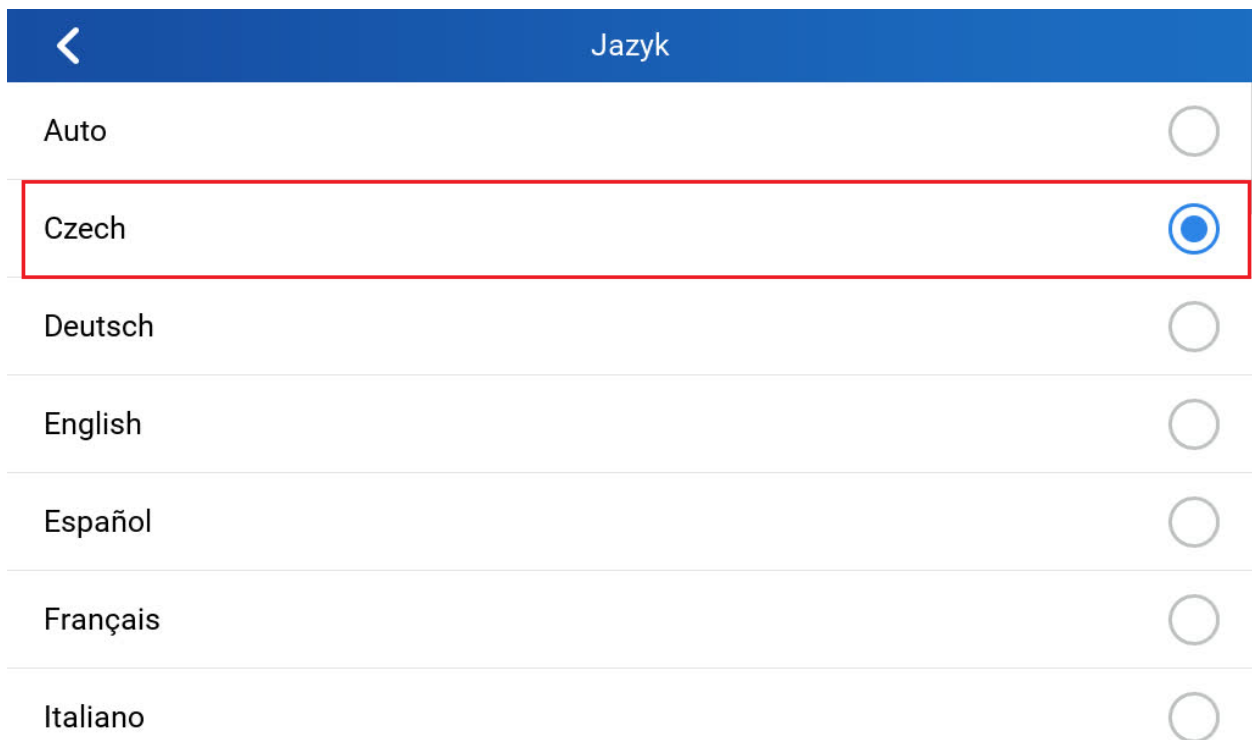 Jazyk
Auto
Czech
Deutsch
English
Español
Français
Italiano